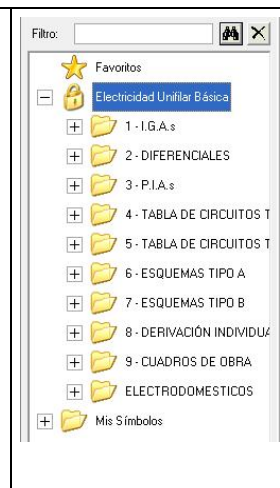 Filtro:
Favoritos
Electricidad Unifilar Básica
1 - I.G.A.s
2 - DIFERENCIALES
3 - P.I.A.s
4 - TABLA DE CIRCUITOS T
5 - TABLA DE CIRCUITOS T
6 - ESQUEMAS TIPO A
7 - ESQUEMAS TIPO B
8 - DERIVACIÓN INDIVIDUA
9 - CUADROS DE OBRA
ELECTRODOMESTICOS
Mis Símbolos